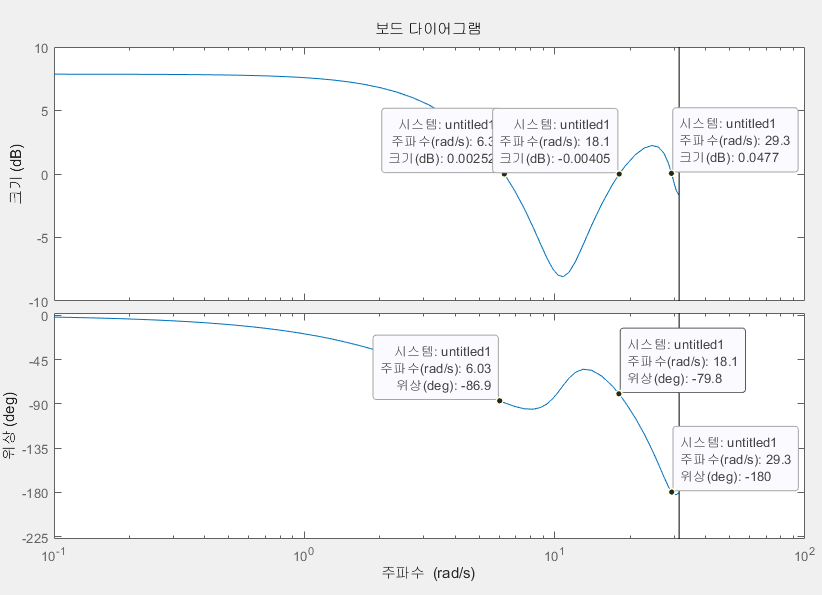 보드 다이어그램
10
5
0
-5
-10
크기 (dB)
시스템: untitled1
주파수(rad/s): 6.3
크기(dB): 0.00252
시스템: untitled1
주파수(rad/s): 18.1
크기(dB): -0.00405
시스템: untitled1
주파수(rad/s): 29.3
크기(dB): 0.0477
0
-45
-90
-135
-180
-225
위상 (deg)
시스템: untitled1
주파수(rad/s): 6.03
위상(deg): -86.9
시스템: untitled1
주파수(rad/s): 18.1
위상(deg): -79.8
시스템: untitled1
주파수(rad/s): 29.3
위상(deg): -180
10⁻¹
10⁰
10¹
10²
주파수 (rad/s)